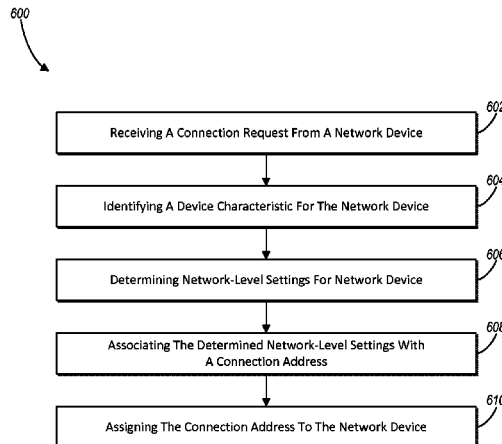 600
602
Receiving A Connection Request From A Network Device
604
Identifying A Device Characteristic For The Network Device
606
Determining Network-Level Settings For Network Device
608
Associating The Determined Network-Level Settings With
A Connection Address
610
Assigning The Connection Address To The Network Device